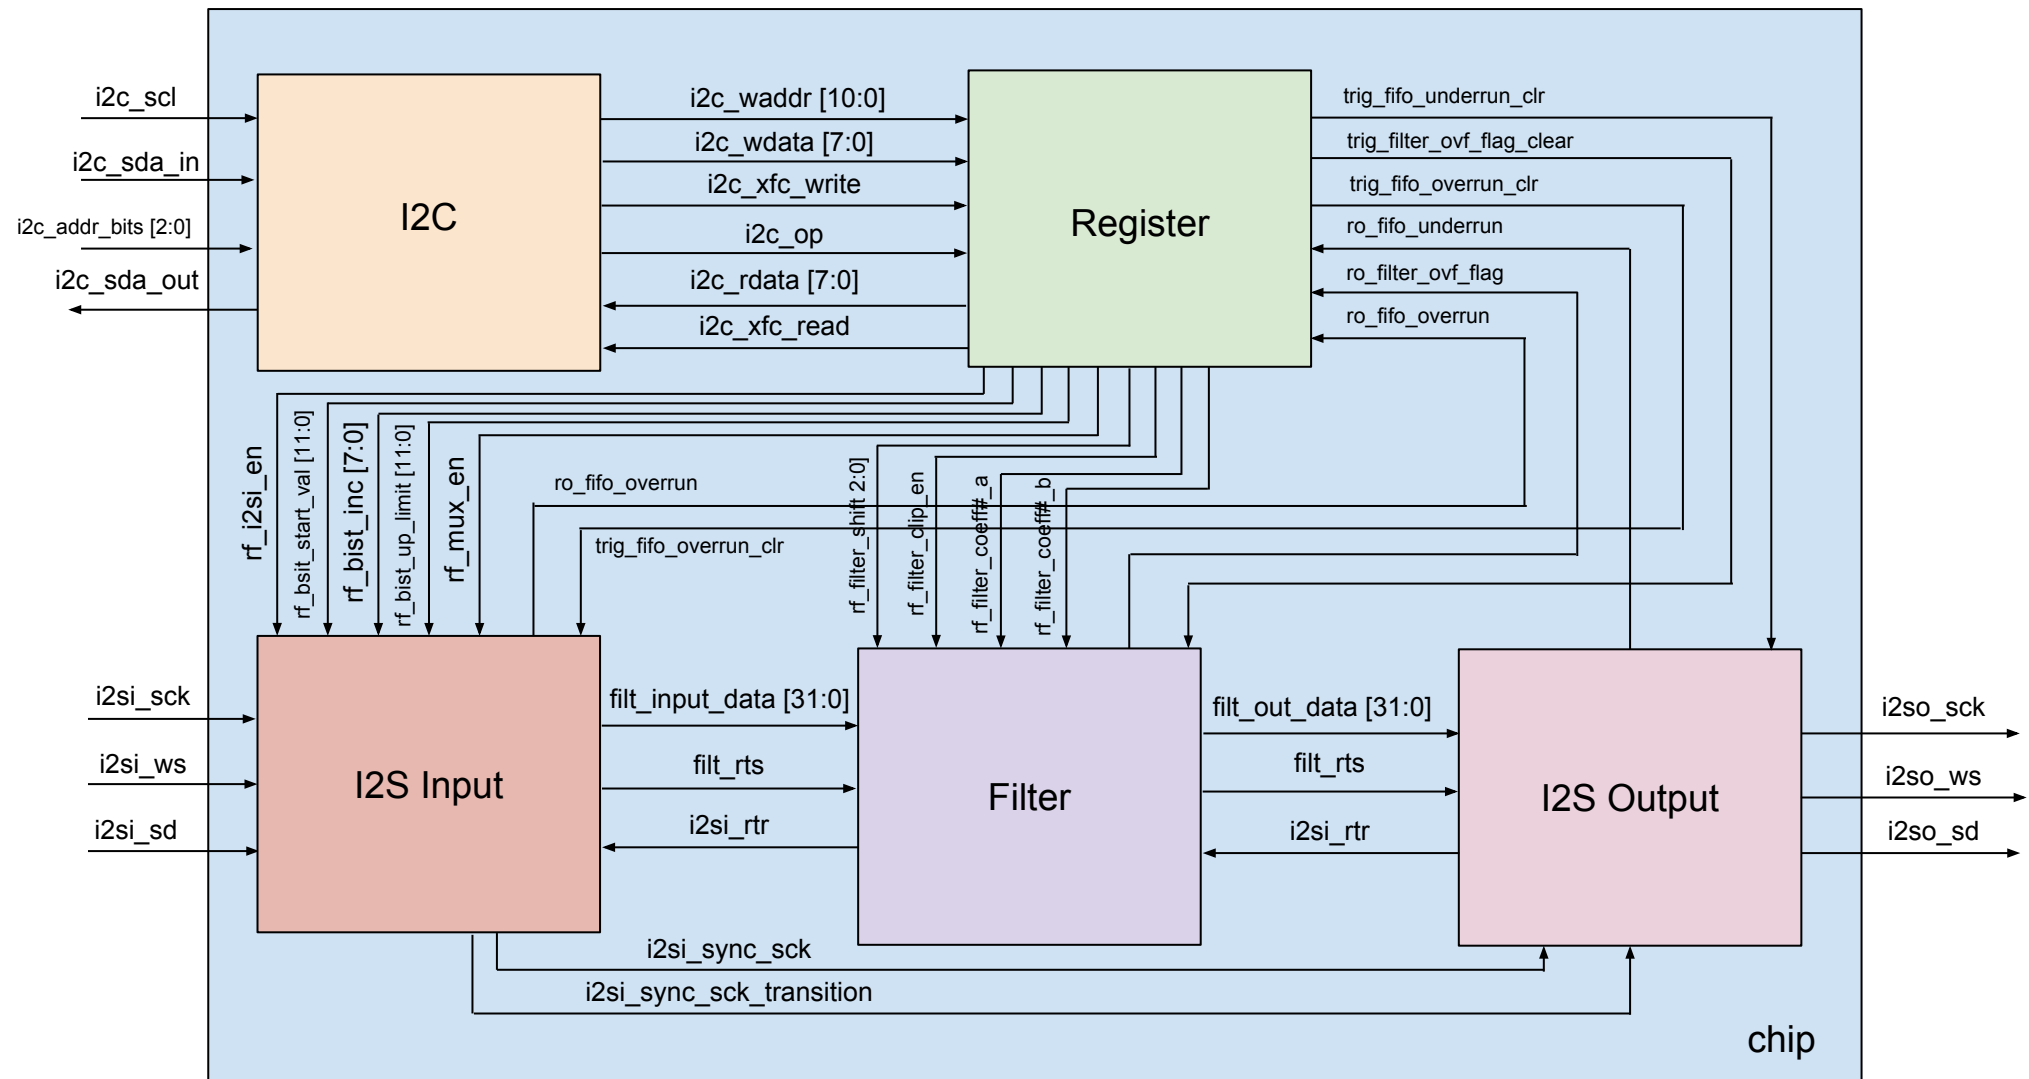 i2c_scl
i2c_sda_in
i2c_addr_bits [2:0]
i2c_sda_out
I2C
i2c_waddr [10:0]
i2c_wdata [7:0]
i2c_xfc_write
i2c_op
i2c_rdata [7:0]
i2c_xfc_read
Register
trig_fifo_underrun_clr
trig_filter_ovf_flag_clear
trig_fifo_overrun_clr
ro_fifo_underrun
ro_filter_ovf_flag
ro_fifo_overrun
rf_i2si_en
rf_bsit_start_val [11:0]
rf_bist_inc [7:0]
rf_bist_up_limit [11:0]
rf_mux_en
ro_fifo_overrun
trig_fifo_overrun_clr
rf_filter_shift 2:0]
rf_filter_clip_en
rf_filter_coeff#_a
rf_filter_coeff#_b
i2si_sck
i2si_ws
i2si_sd
I2S Input
filt_input_data [31:0]
filt_rts
i2si_rtr
Filter
filt_out_data [31:0]
filt_rts
i2si_rtr
I2S Output
i2so_sck
i2so_ws
i2so_sd
i2si_sync_sck
i2si_sync_sck_transition
chip